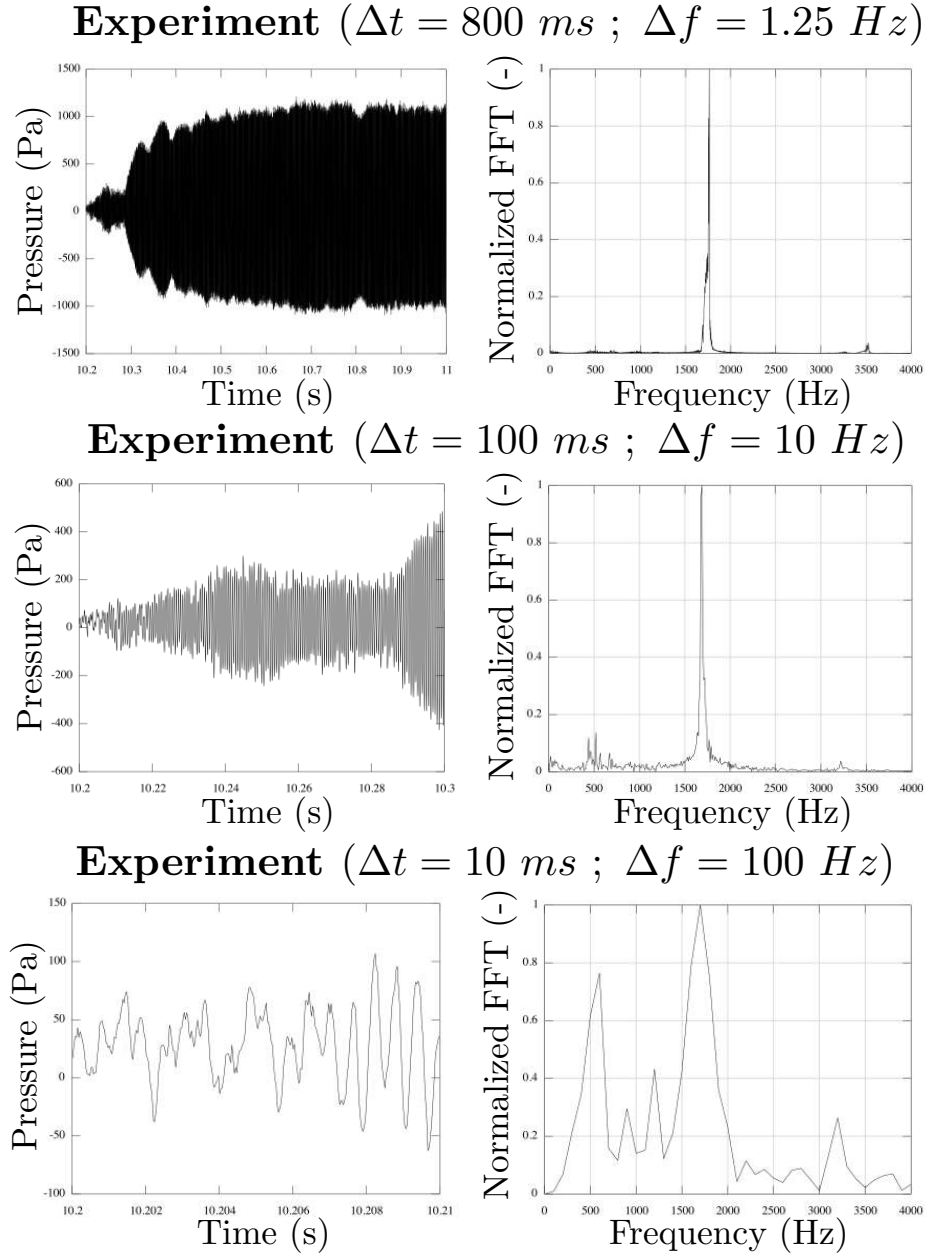 Experiment (Δt = 800 ms ; Δf = 1.25 Hz)
Pressure (Pa)
1500
1000
500
0
-500
-1000
-1500
10.2 10.3 10.4 10.5 10.6 10.7 10.8 10.9 11
Time (s)
Normalized FFT (-)
1
0.8
0.6
0.4
0.2
0
0 500 1000 1500 2000 2500 3000 3500 4000
Frequency (Hz)
Experiment (Δt = 100 ms ; Δf = 10 Hz)
Pressure (Pa)
600
400
200
0
-200
-400
-600
10.2 10.22 10.24 10.26 10.28 10.3
Time (s)
Normalized FFT (-)
1
0.8
0.6
0.4
0.2
0
0 500 1000 1500 2000 2500 3000 3500 4000
Frequency (Hz)
Experiment (Δt = 10 ms ; Δf = 100 Hz)
Pressure (Pa)
150
100
50
0
-50
-100
10.2 10.202 10.204 10.206 10.208 10.21
Time (s)
Normalized FFT (-)
1
0.8
0.6
0.4
0.2
0
0 500 1000 1500 2000 2500 3000 3500 4000
Frequency (Hz)